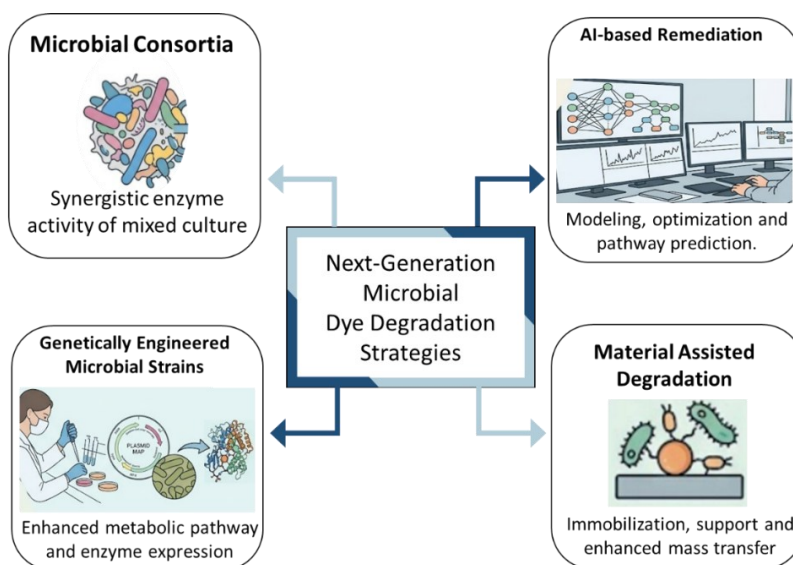 Microbial Consortia
Synergistic enzyme
activity of mixed culture
AI-based Remediation
Modeling, optimization and
pathway prediction.
Next-Generation
Microbial
Dye Degradation
Strategies
Genetically Engineered
Microbial Strains
PLASMID
MAP
Enhanced metabolic pathway
and enzyme expression
Material Assisted
Degradation
Immobilization, support and
enhanced mass transfer